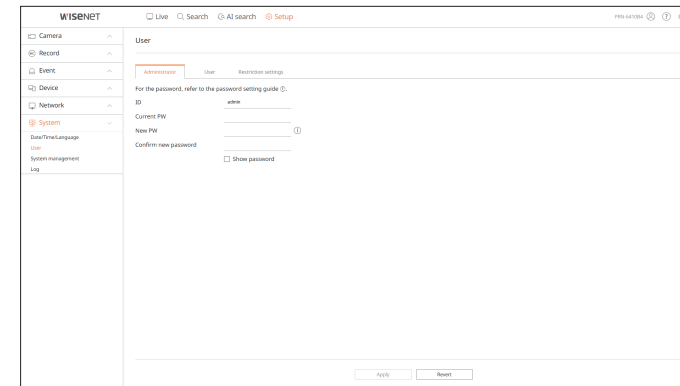 WISENET
Live Search AI search Setup
PRN-6410B4
Camera
Record
Event
Device
Network
System
Date/Time/Language
User
System management
Log
User
Administrator User Restriction settings
For the password, refer to the password setting guide
ID admin
Current PW
New PW
Confirm new password
Show password
Apply Revert